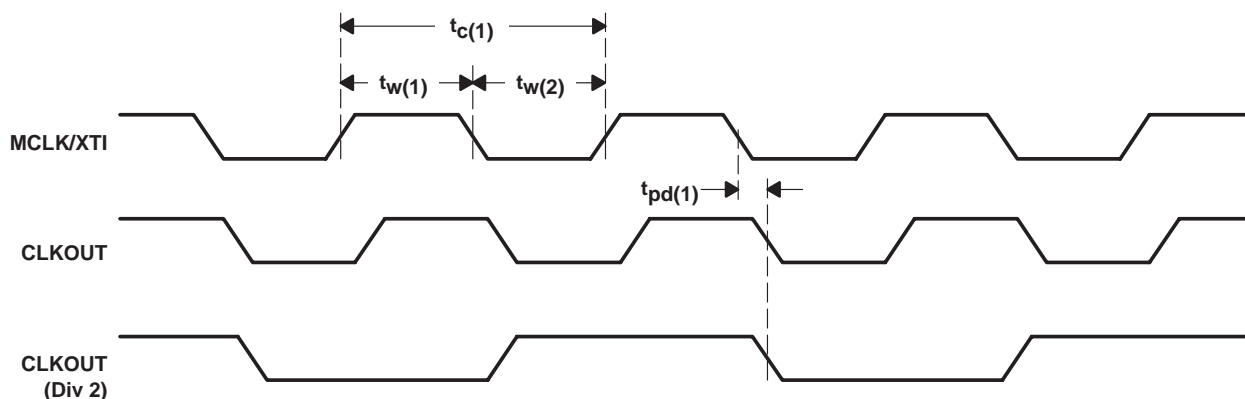 tc(1)
tw(1)
tw(2)
MCLK/XTI
tpd(1)
CLKOUT
CLKOUT
(Div 2)